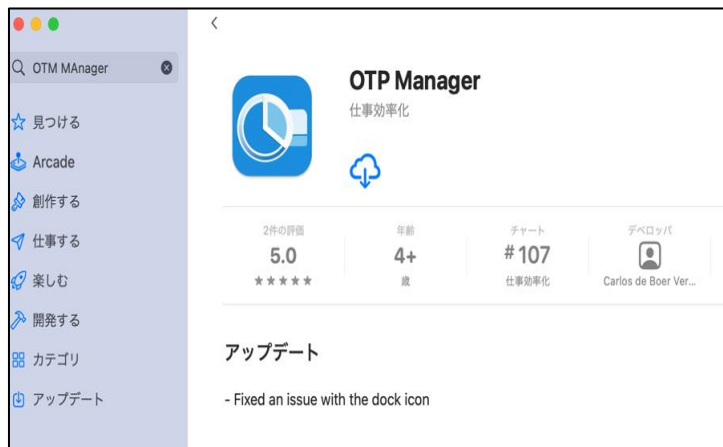 OTM MAnager
見つける
Arcade
創作する
仕事する
楽しむ
開発する
カテゴリ
アップデート
OTP Manager
仕事効率化
2件の評価
5.0
★★★★★
年齢
4+
歳
チャート
#107
仕事効率化
デベロッパ
Carlos de Boer Ver...
アップデート
- Fixed an issue with the dock icon